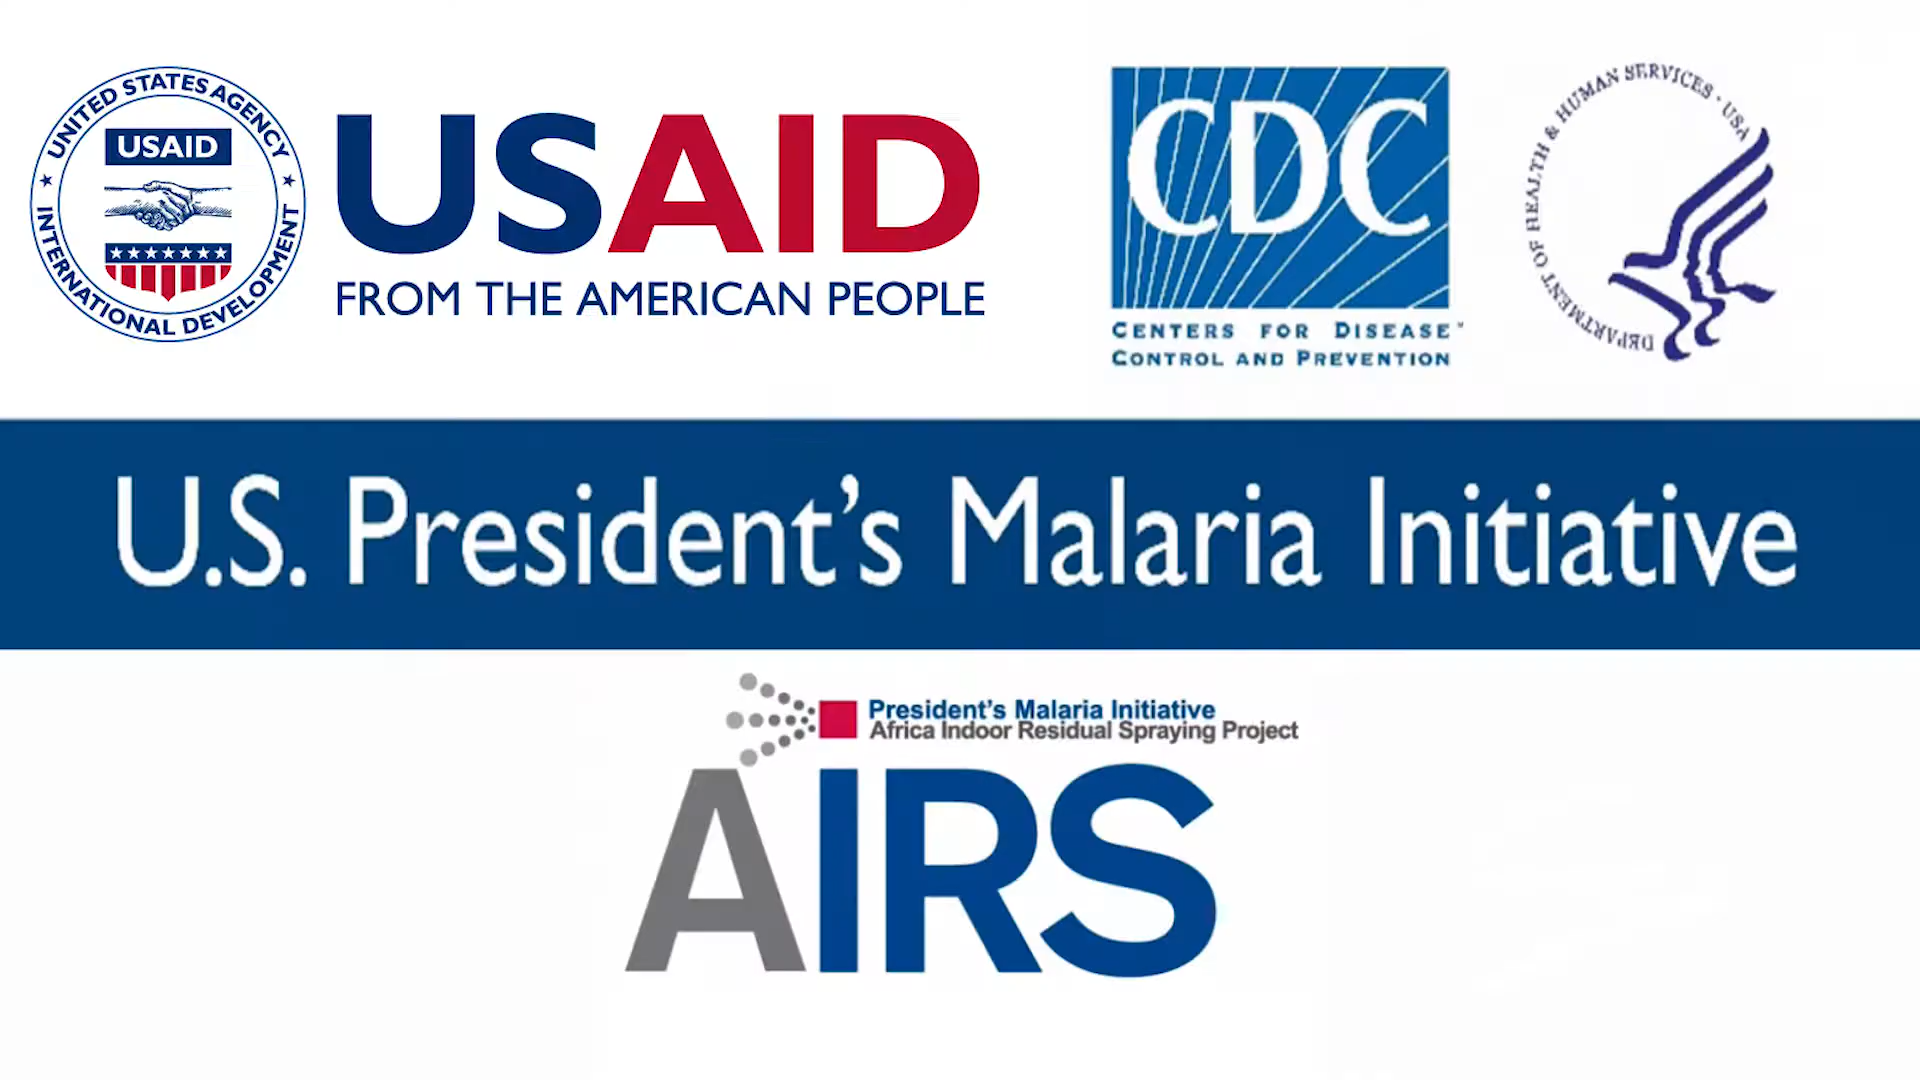 UNITED STATES AGENCY
INTERNATIONAL DEVELOPMENT
USAID
USAID
FROM THE AMERICAN PEOPLE
CDC
CENTERS FOR DISEASE
CONTROL AND PREVENTION
DEPARTMENT OF HEALTH & HUMAN SERVICES · USA
U.S. President's Malaria Initiative
President's Malaria Initiative
Africa Indoor Residual Spraying Project
AIRS